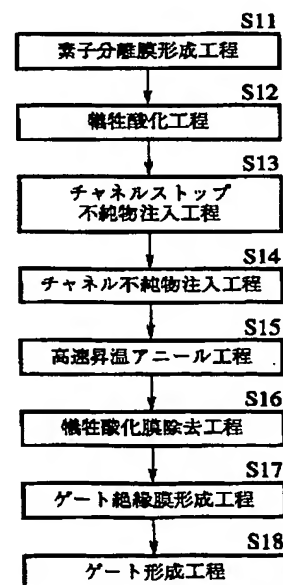 S11
素子分離膜形成工程
S12
犠牲酸化工程
S13
チャネルストップ
不純物注入工程
S14
チャネル不純物注入工程
S15
高速昇温アニール工程
S16
犠牲酸化膜除去工程
S17
ゲート絶縁膜形成工程
S18
ゲート形成工程